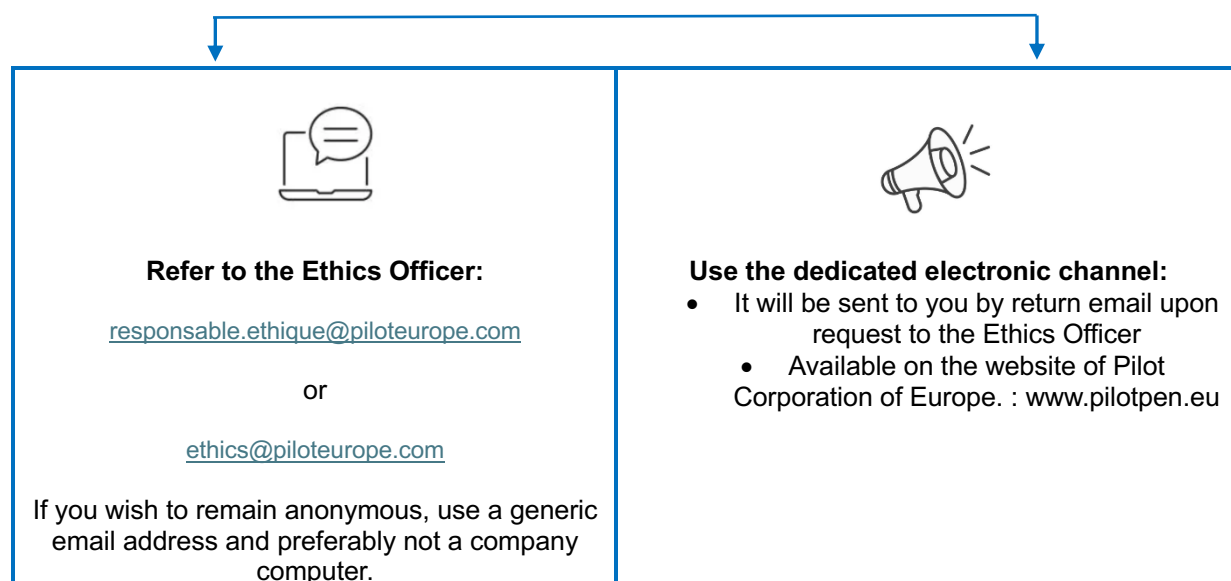 Refer to the Ethics Officer:
responsable.ethique@piloteurope.com
or
ethics@piloteurope.com
If you wish to remain anonymous, use a generic
email address and preferably not a company
computer.
Use the dedicated electronic channel:
• It will be sent to you by return email upon
request to the Ethics Officer
• Available on the website of Pilot
Corporation of Europe. : www.pilotpen.eu